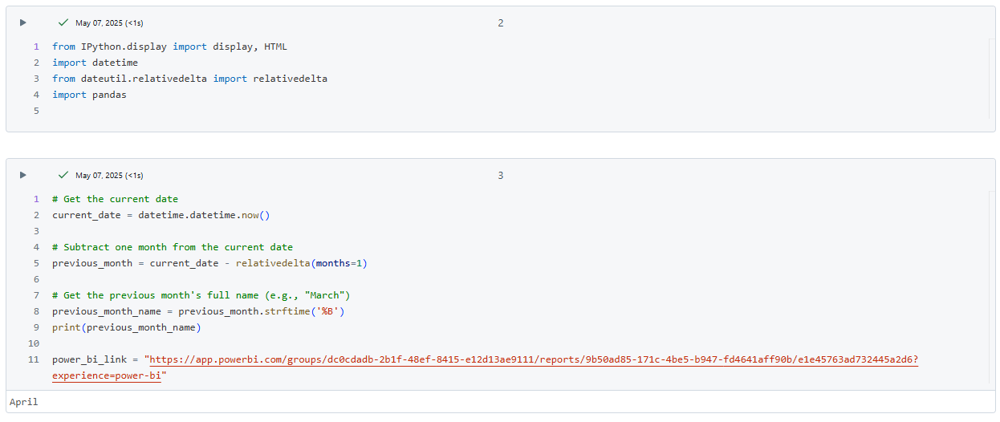 May 07, 2025 (<1s)
2
1 from IPython.display import display, HTML
2 import datetime
3 from dateutil.relativedelta import relativedelta
4 import pandas
5
May 07, 2025 (<1s)
3
1 # Get the current date
2 current_date = datetime.datetime.now()
3
4 # Subtract one month from the current date
5 previous_month = current_date - relativedelta(months=1)
6
7 # Get the previous month's full name (e.g., "March")
8 previous_month_name = previous_month.strftime('%B')
9 print(previous_month_name)
10
11 power_bi_link = "https://app.powerbi.com/groups/dc0cdadb-2b1f-48ef-8415-e12d13ae9111/reports/9b50ad85-171c-4be5-b947-fd4641aff90b/e1e45763ad732445a2d6?
experience=power-bi"
April